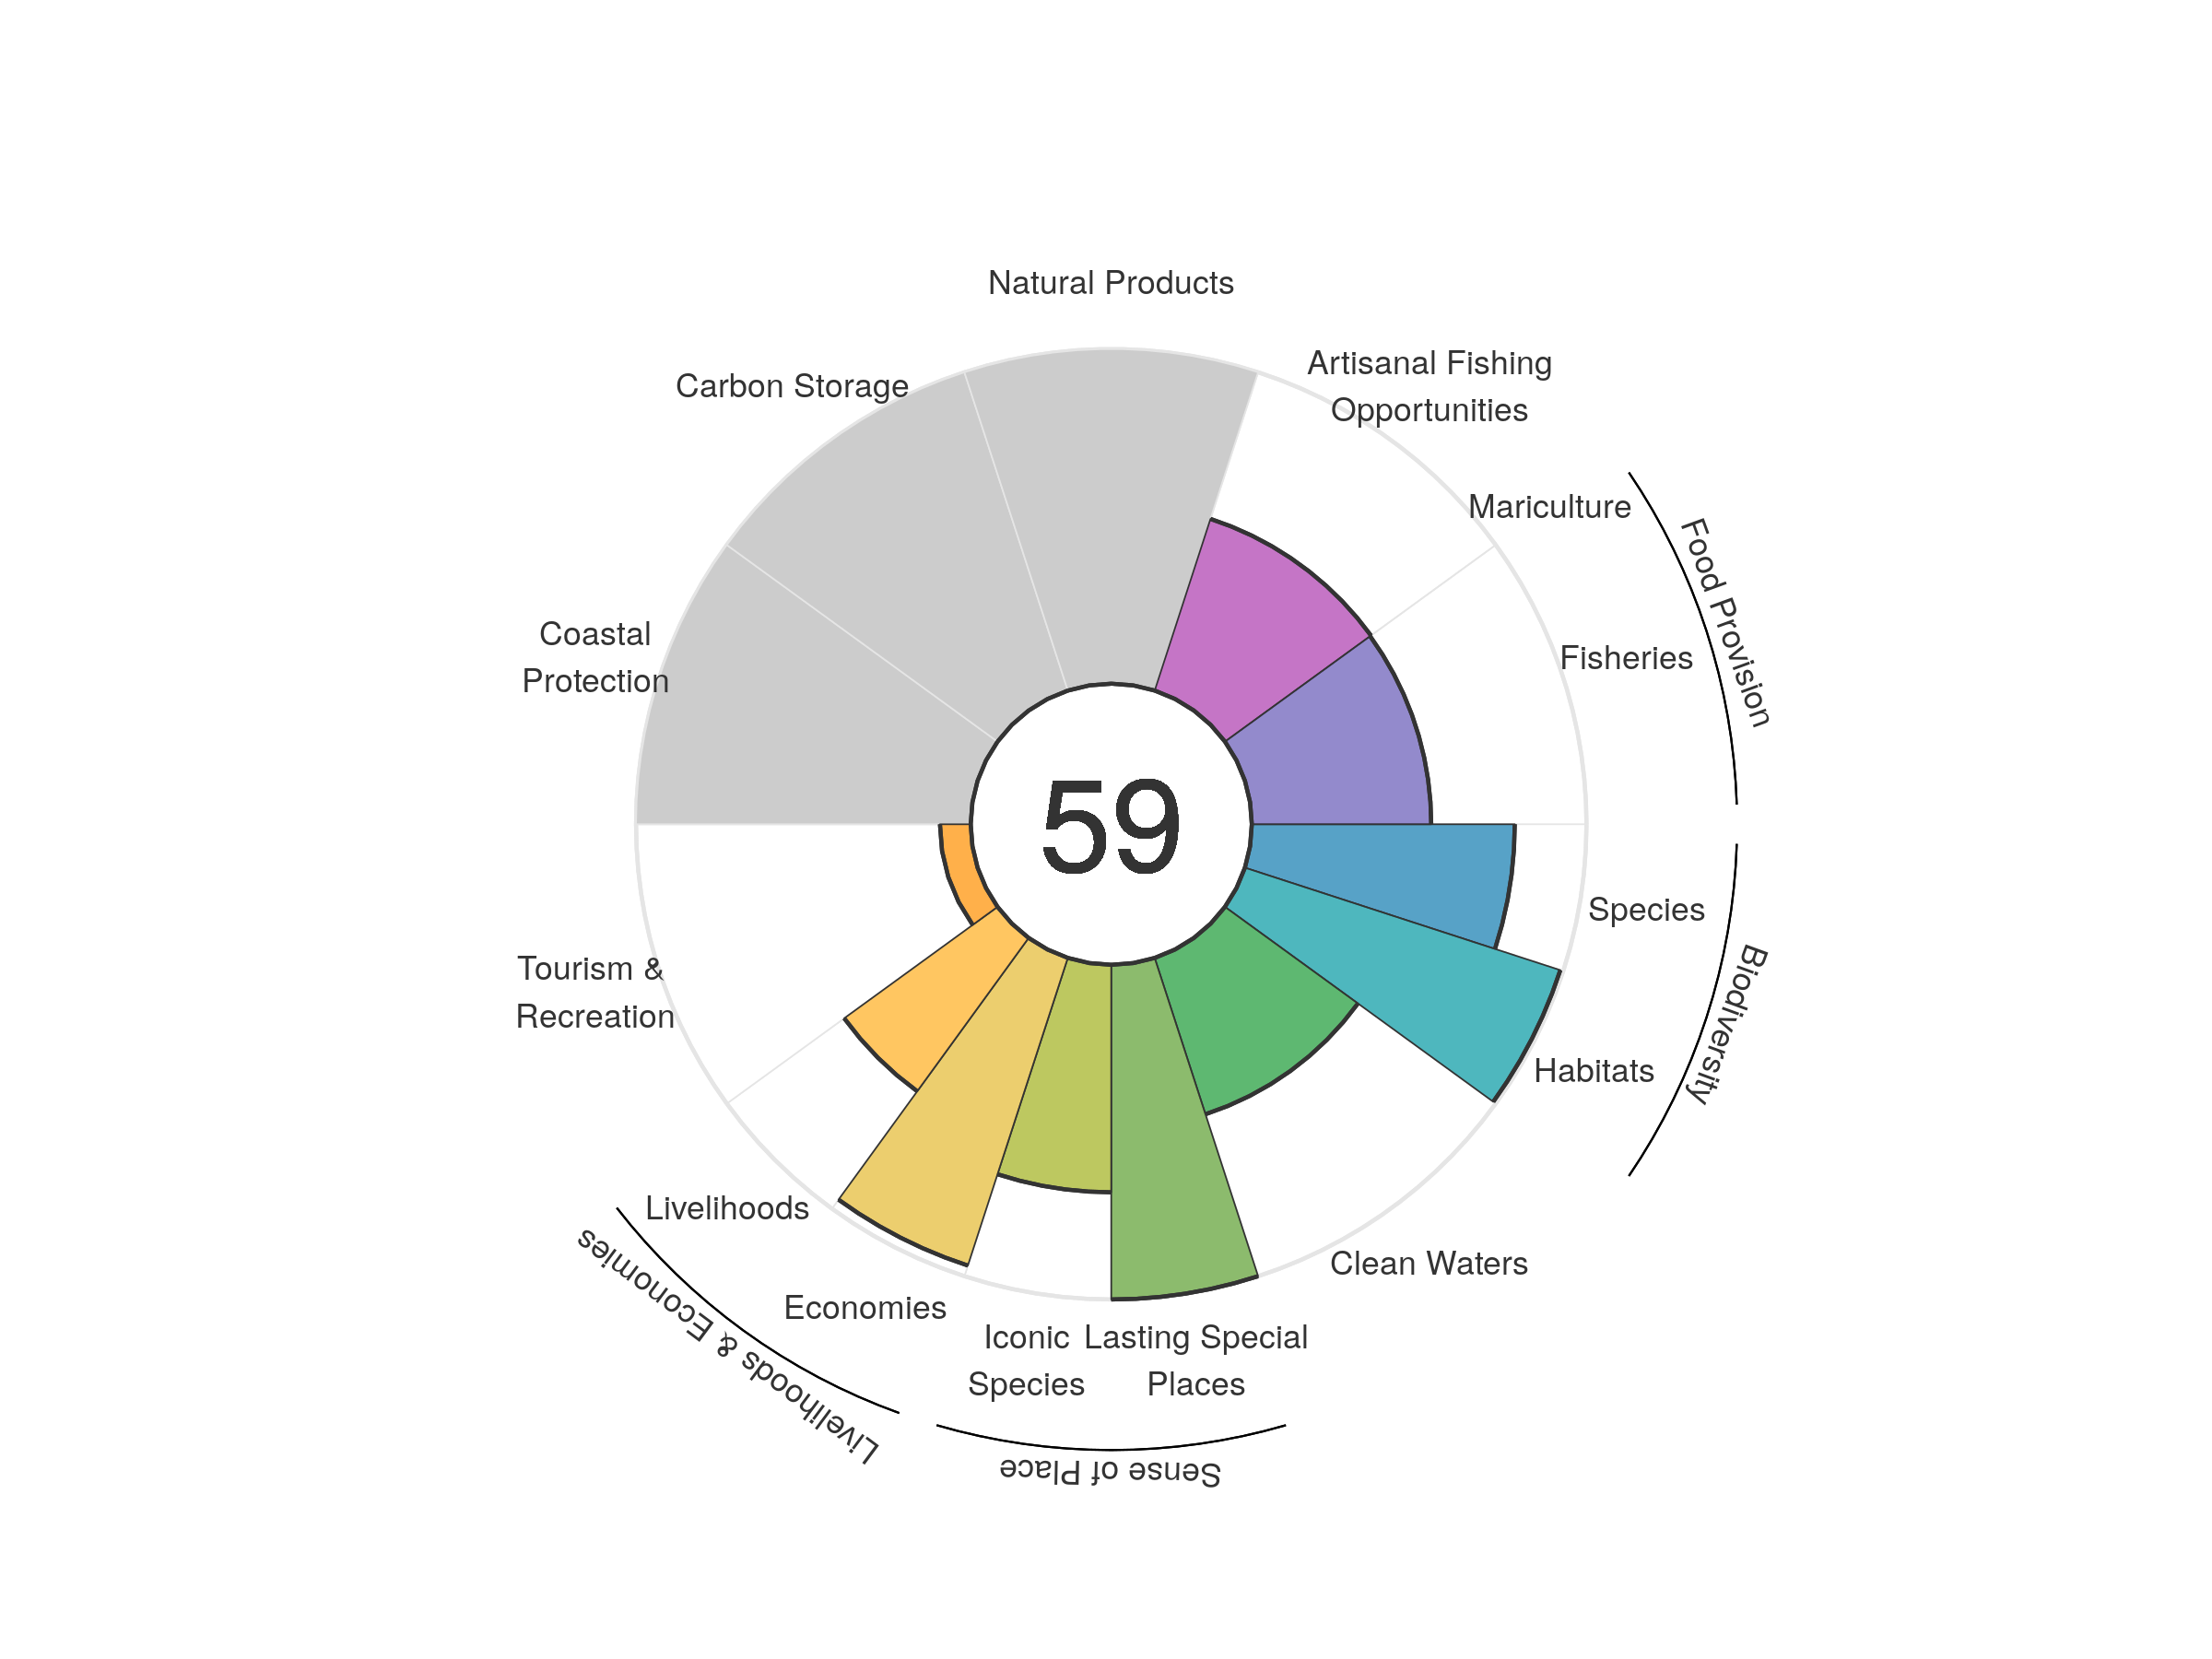 Natural Products
Artisanal Fishing
Opportunities
Carbon Storage
Mariculture
Food Provision
Coastal
Protection
Fisheries
59
Species
Biodiversity
Tourism &
Recreation
Habitats
Livelihoods
Clean Waters
Livelihoods & Economies
Economies
Iconic
Species
Lasting Special
Places
Sense of Place